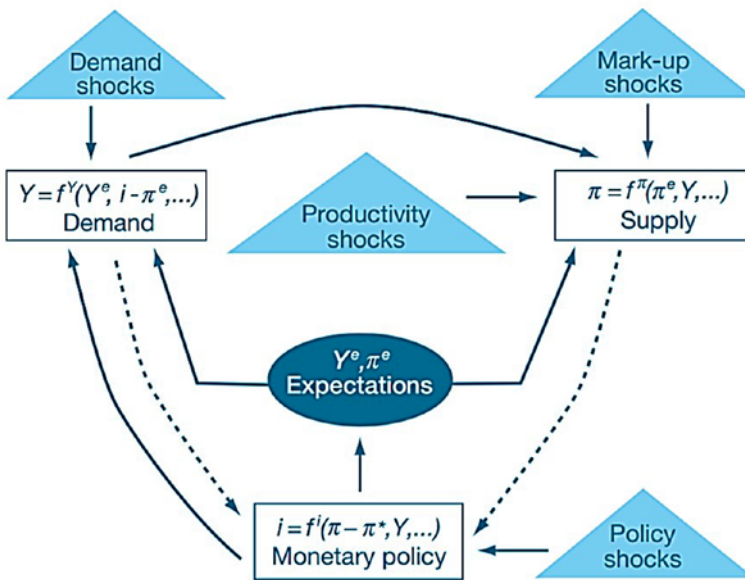 Demand
shocks
Mark-up
shocks
Y = f^Y(Y^e, i - π^e,...)
Demand
Productivity
shocks
π = f^π(π^e, Y,...)
Supply
Y^e, π^e
Expectations
i = f^i(π - π*, Y,...)
Monetary policy
Policy
shocks